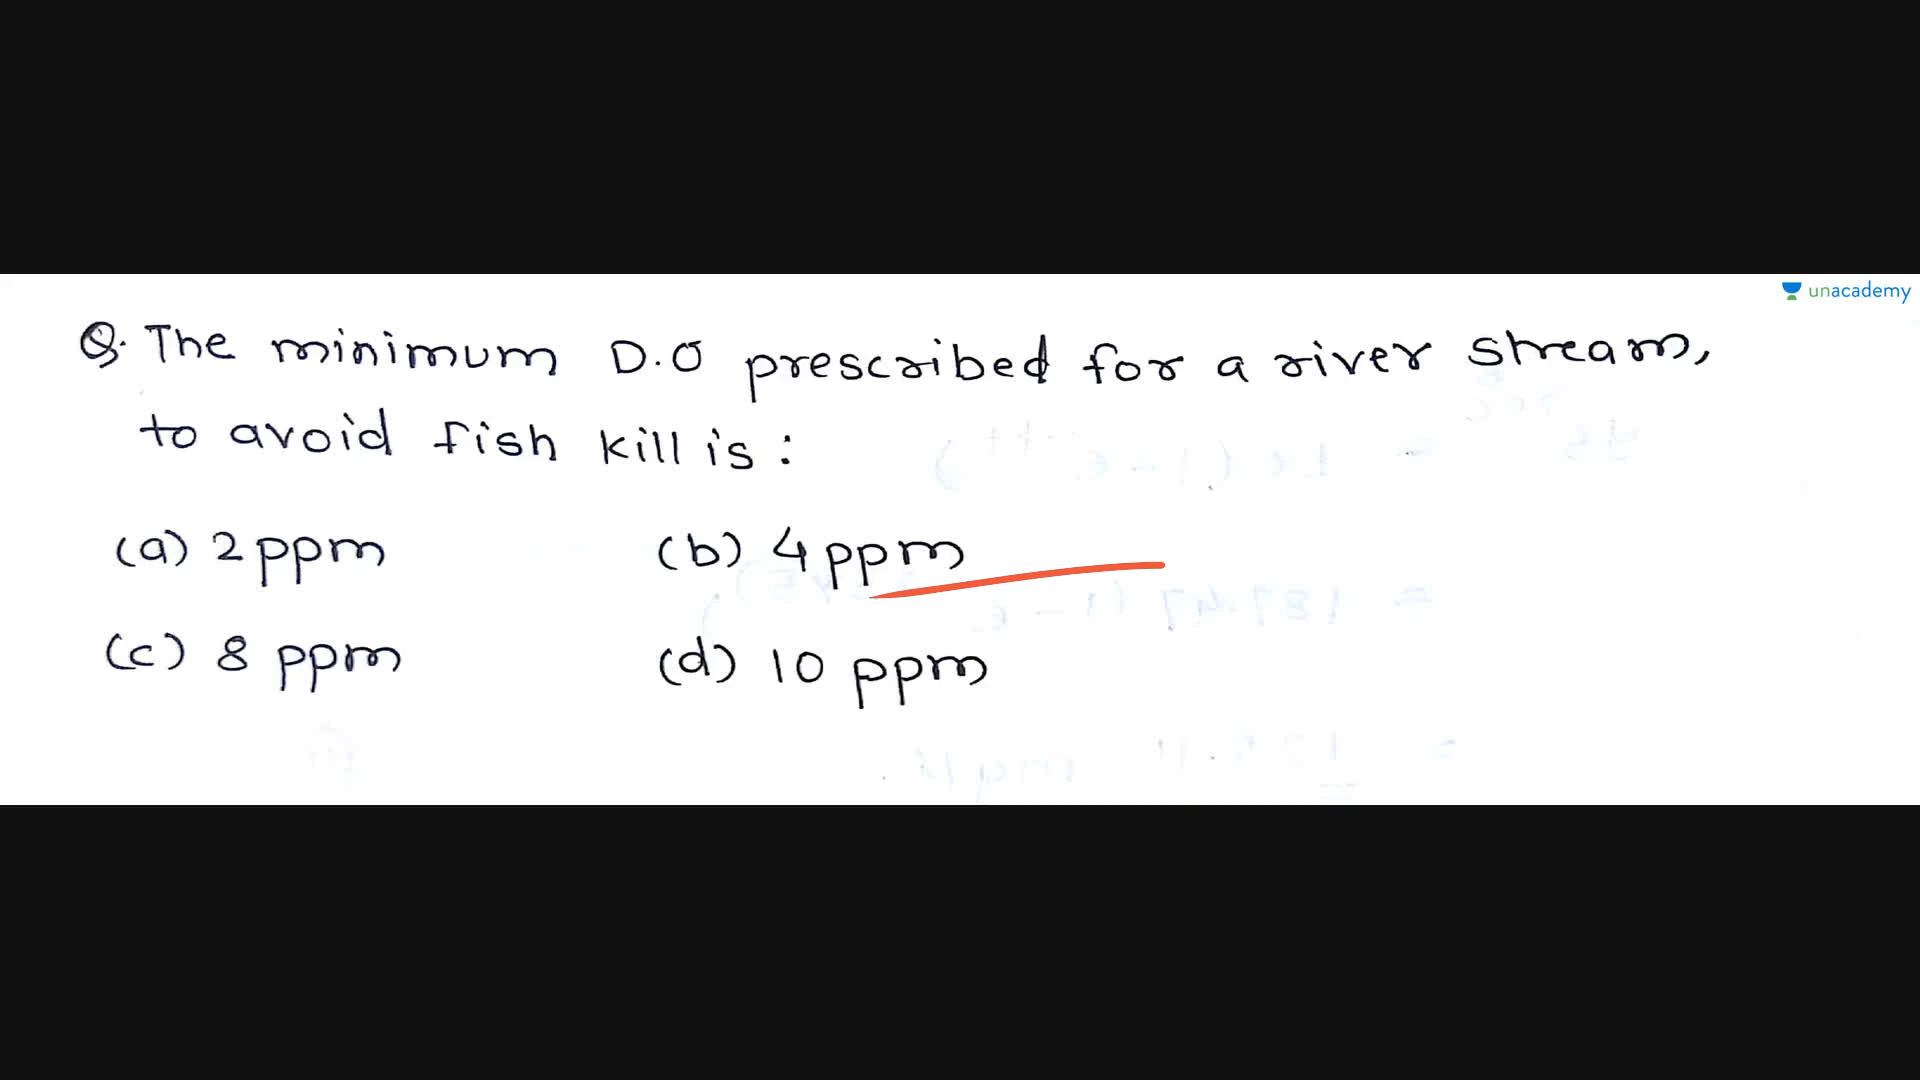 unacademy
Q. The minimum D.O prescribed for a river stream,
to avoid fish kill is :
(a) 2 ppm (b) 4 ppm
(c) 8 ppm (d) 10 ppm